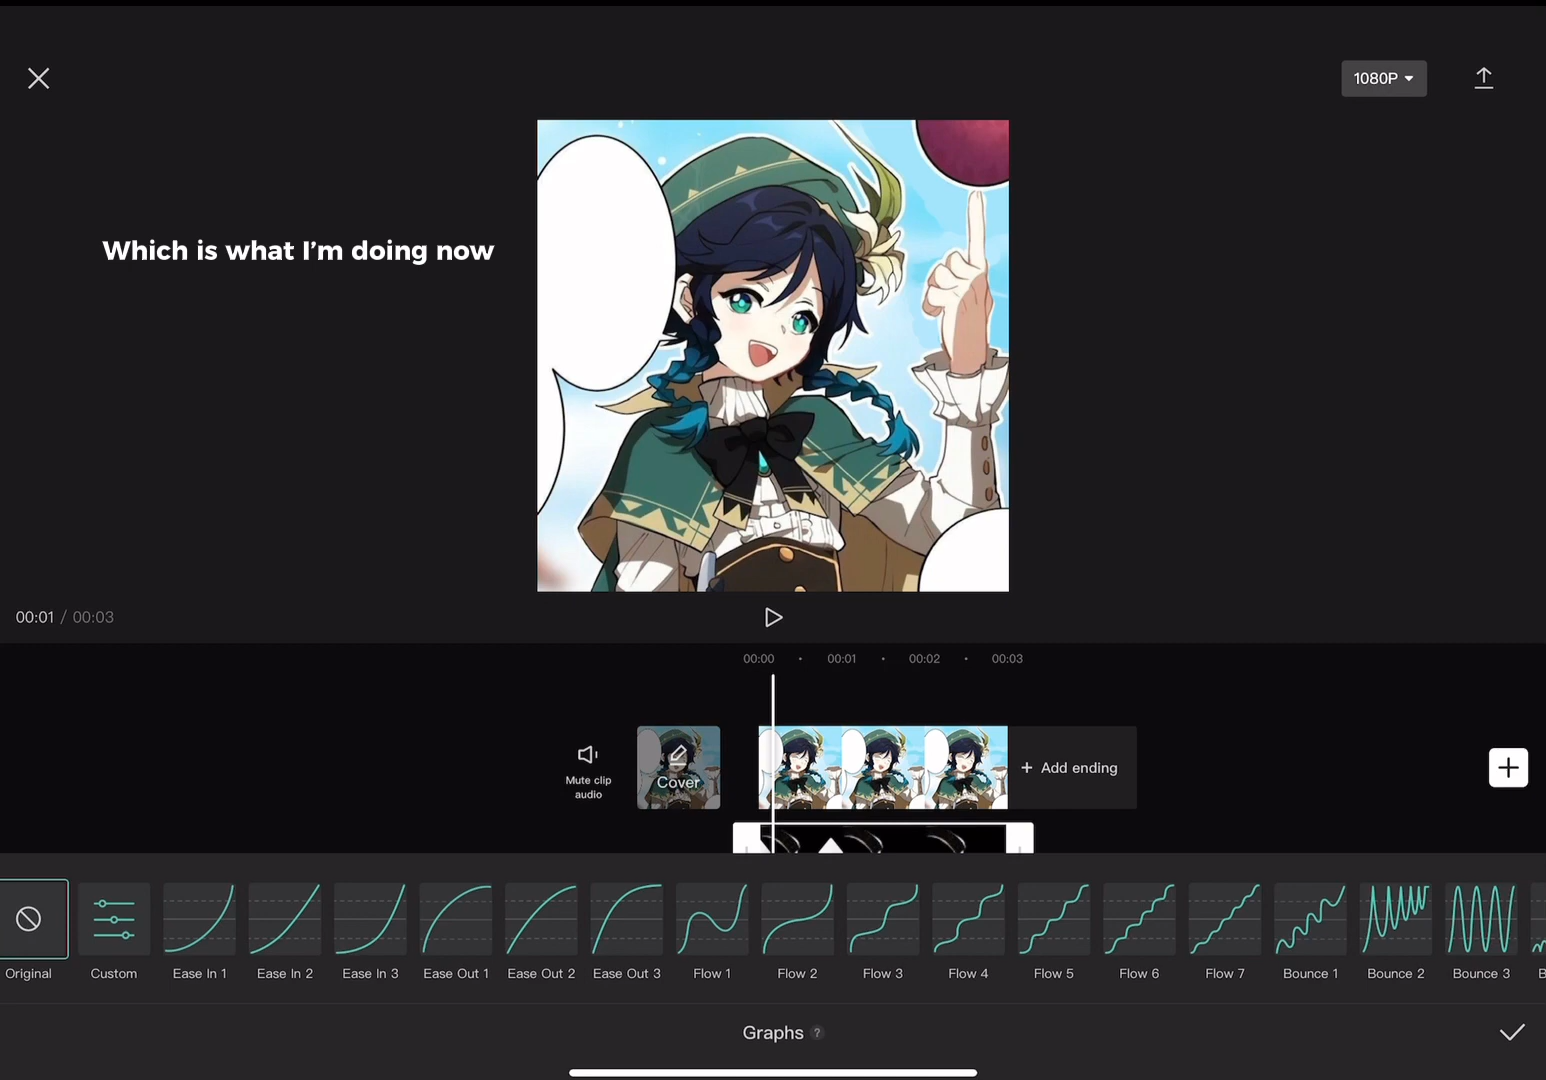 1080P
Which is what I'm doing now
00:01 / 00:03
00:00 • 00:01 • 00:02 • 00:03
Mute clip
audio
Cover
+ Add ending
Original
Custom
Ease In 1
Ease In 2
Ease In 3
Ease Out 1
Ease Out 2
Ease Out 3
Flow 1
Flow 2
Flow 3
Flow 4
Flow 5
Flow 6
Flow 7
Bounce 1
Bounce 2
Bounce 3
B
Graphs ?